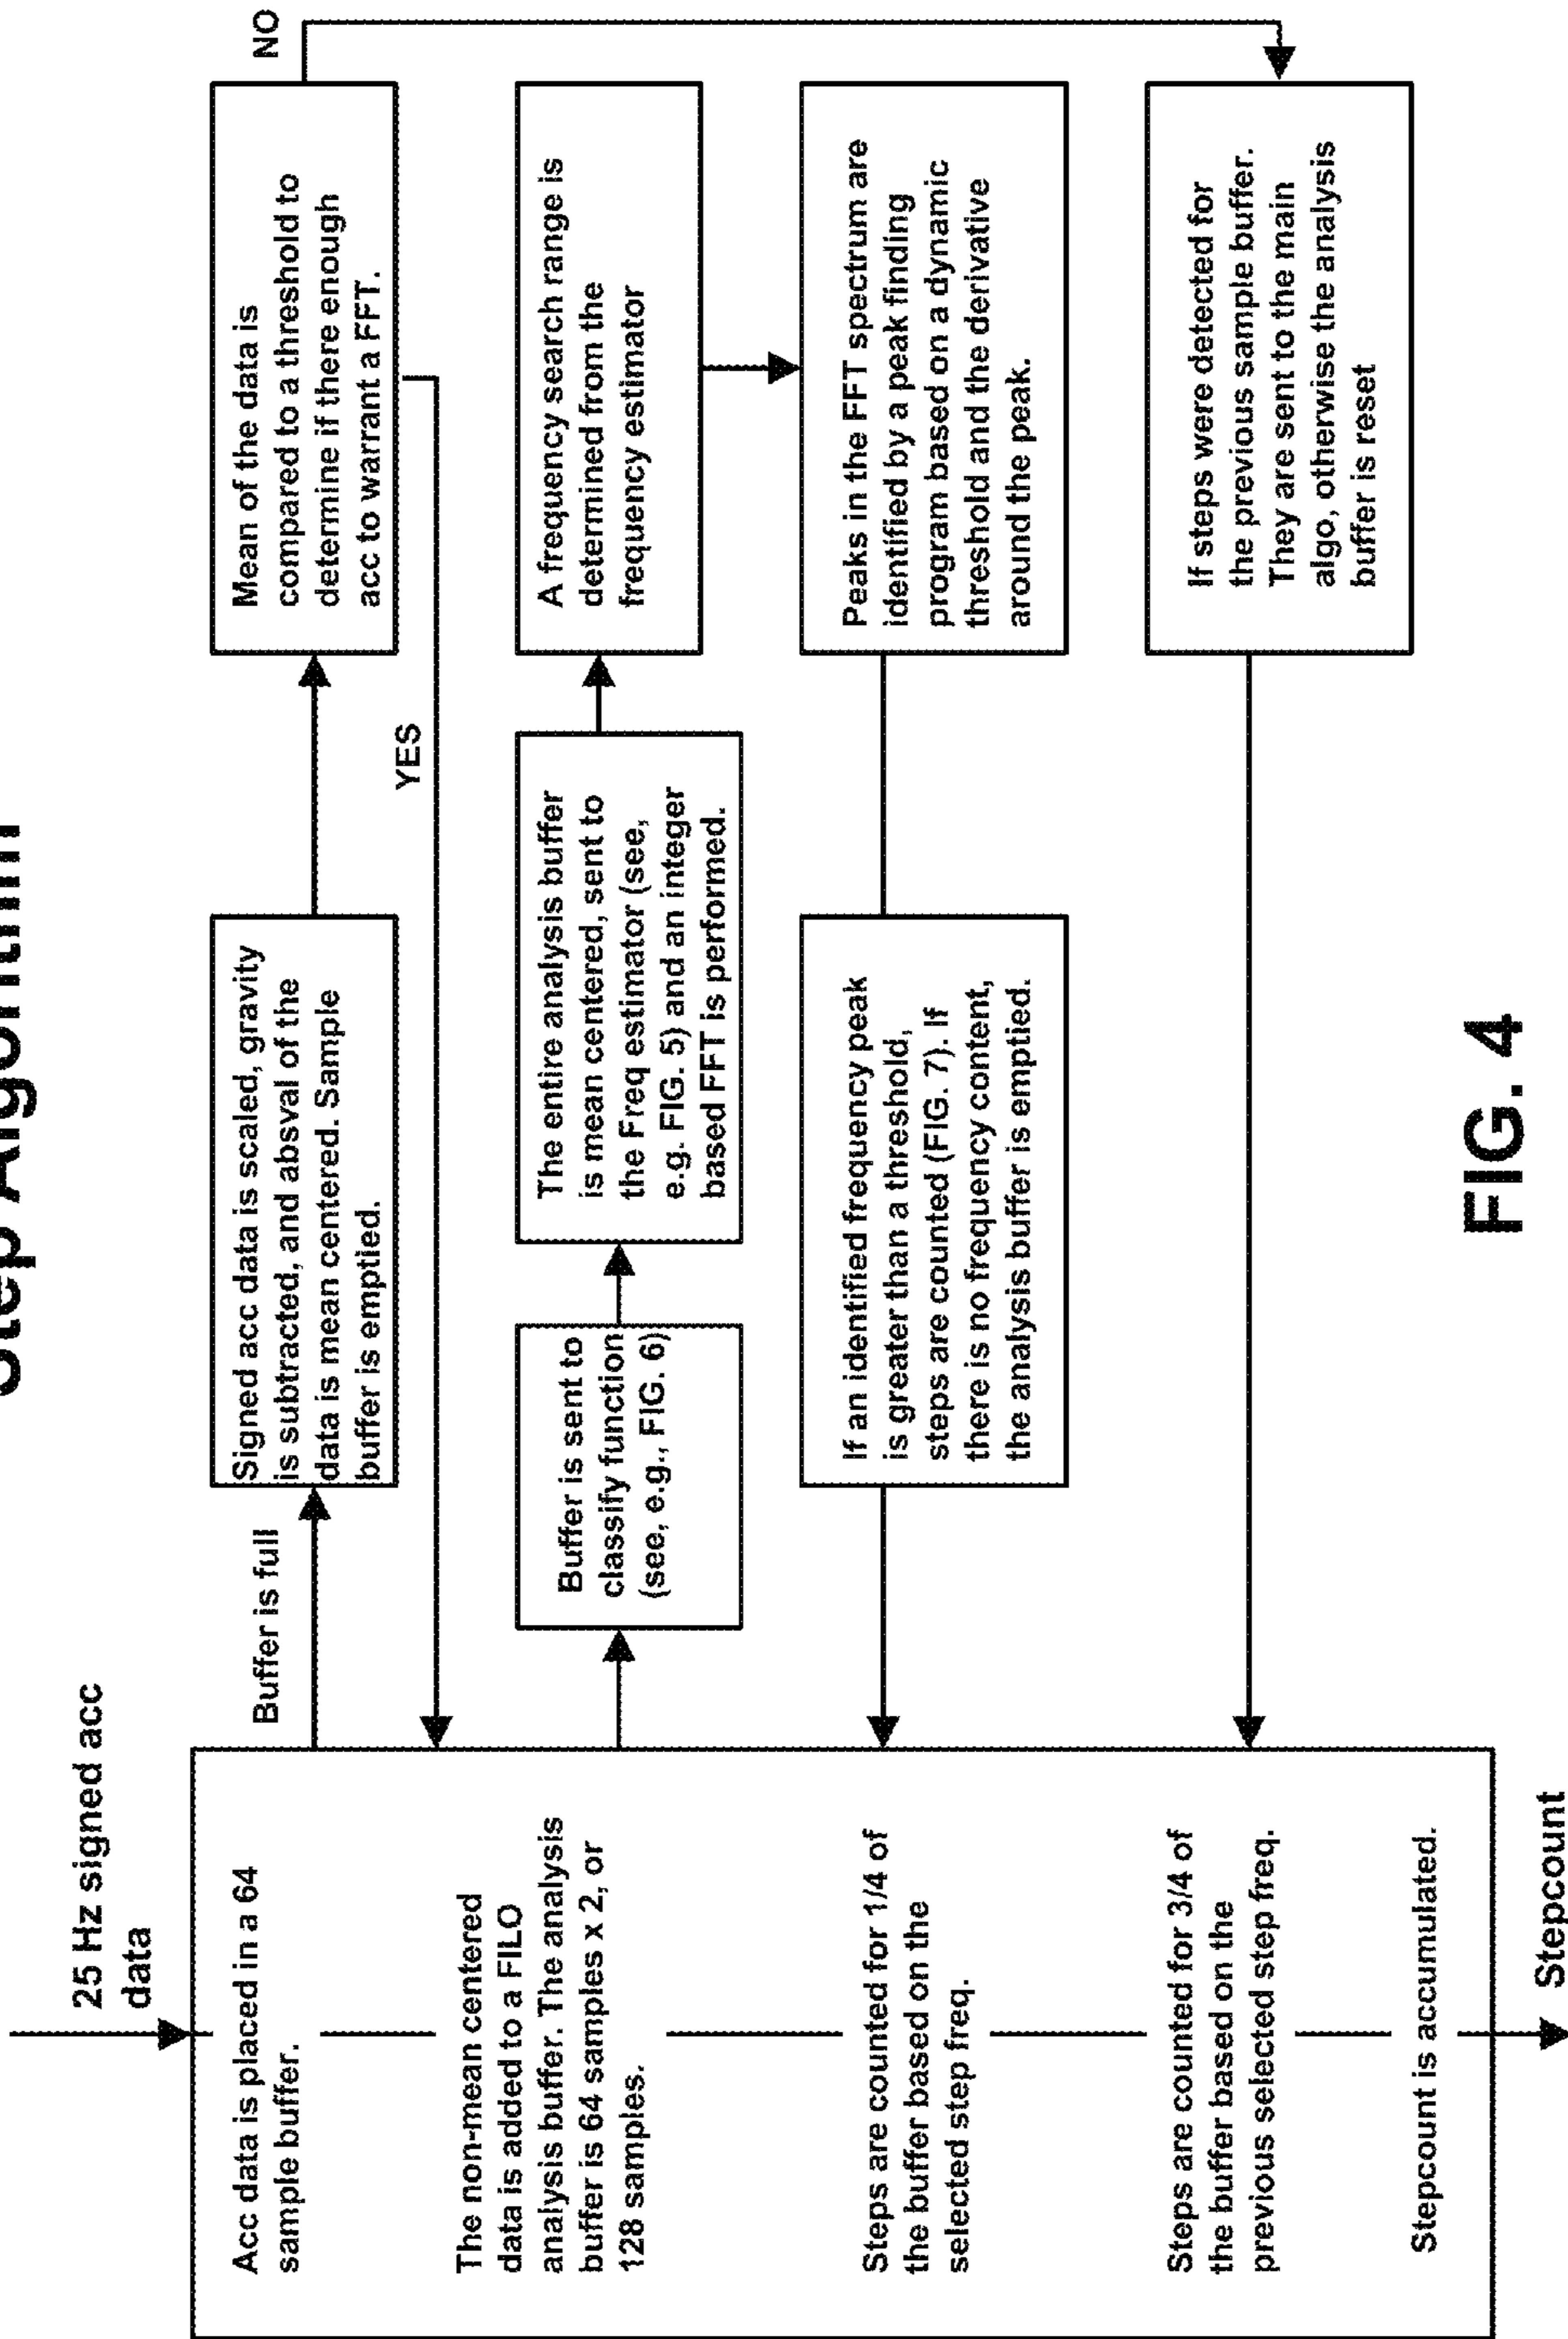 Step Algorithm
25 Hz signed acc
data
Acc data is placed in a 64
sample buffer.
Buffer is full
Signed acc data is scaled, gravity
is subtracted, and absval of the
data is mean centered. Sample
buffer is emptied.
Mean of the data is
compared to a threshold to
determine if there enough
acc to warrant a FFT.
NO
YES
The non-mean centered
data is added to a FILO
analysis buffer. The analysis
buffer is 64 samples x 2, or
128 samples.
Buffer is sent to
classify function
(see, e.g., FIG. 6)
The entire analysis buffer
is mean centered, sent to
the Freq estimator (see,
e.g. FIG. 5) and an integer
based FFT is performed.
A frequency search range is
determined from the
frequency estimator
Peaks in the FFT spectrum are
identified by a peak finding
program based on a dynamic
threshold and the derivative
around the peak.
If an identified frequency peak
is greater than a threshold,
steps are counted (FIG. 7). If
there is no frequency content,
the analysis buffer is emptied.
Steps are counted for 1/4 of
the buffer based on the
selected step freq.
If steps were detected for
the previous sample buffer.
They are sent to the main
algo, otherwise the analysis
buffer is reset
Steps are counted for 3/4 of
the buffer based on the
previous selected step freq.
Stepcount is accumulated.
Stepcount
FIG. 4